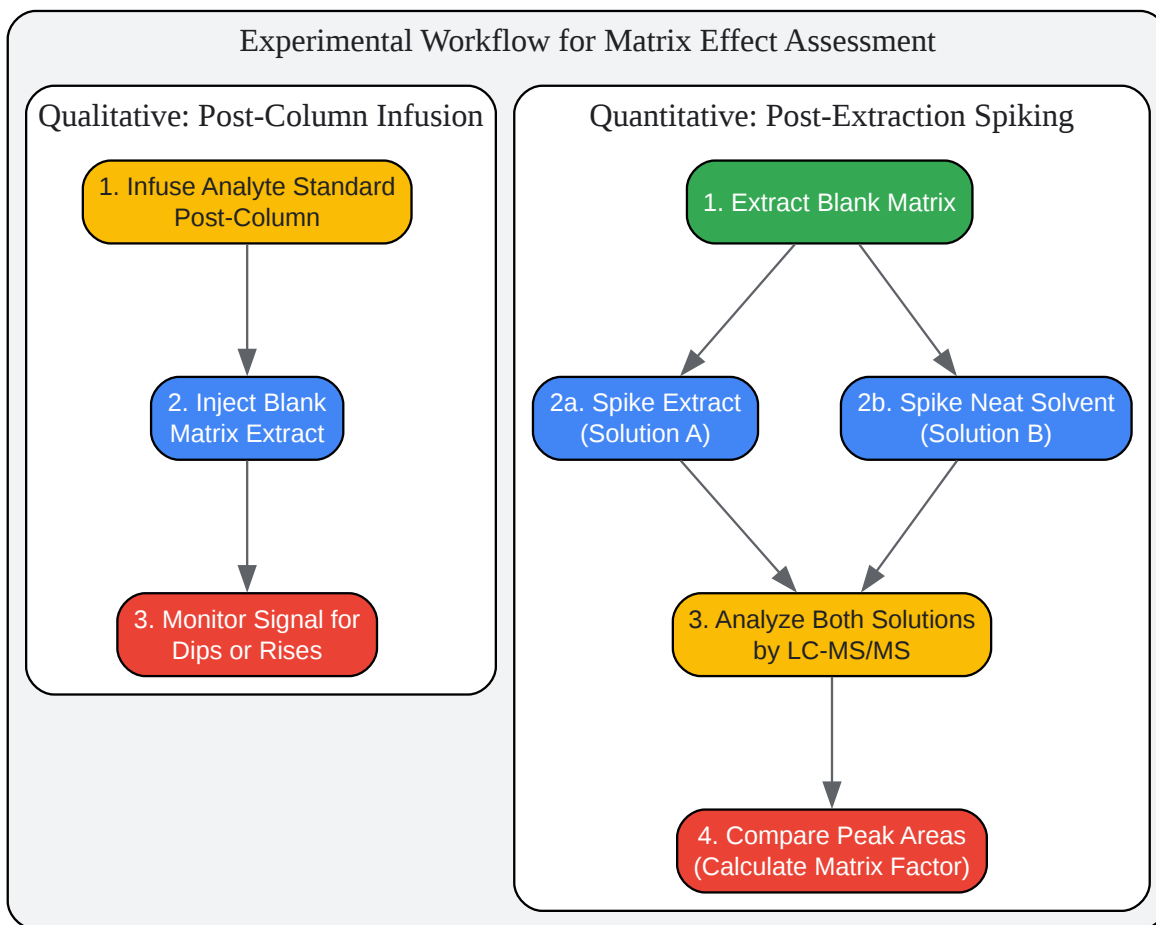 Experimental Workflow for Matrix Effect Assessment
Qualitative: Post-Column Infusion
1. Infuse Analyte Standard
Post-Column
2. Inject Blank
Matrix Extract
3. Monitor Signal for
Dips or Rises
Quantitative: Post-Extraction Spiking
1. Extract Blank Matrix
2a. Spike Extract
(Solution A)
2b. Spike Neat Solvent
(Solution B)
3. Analyze Both Solutions
by LC-MS/MS
4. Compare Peak Areas
(Calculate Matrix Factor)